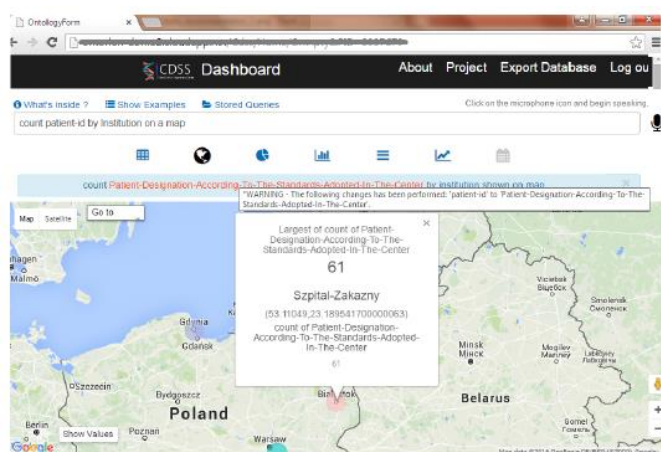 OntologyForm
CDSS Dashboard
About Project Export Database Log ou
What's inside ? Show Examples Stored Queries
Click on the microphone icon and begin speaking.
count patient-id by Institution on a map
count Patient-Designation-According-To-The-Standards-Adopted-In-The-Center by institution shown on map
"WARNING - The following changes has been performed: 'patient-id' to 'Patient-Designation-According-To-The-
Standards-Adopted-In-The-Center'.
Map Satellite
Go to
Largest of count of Patient-
Designation-According-To-The-
Standards-Adopted-In-The-Center
61
Szpital-Zakazny
(53.11049,23.189541700000063)
count of Patient-Designation-
According-To-The-Standards-Adopted-
In-The-Center
61
hagen
Malmö
Gdynia
Gdańsk
Viciebsk
Віцебск
Smolensk
Смоленск
Minsk
Мінск
Mogilev
Belarus
Szczecin
Bydgoszcz
Poland
Berlin
Poznań
Show Values
Warsaw
Gomel
Google